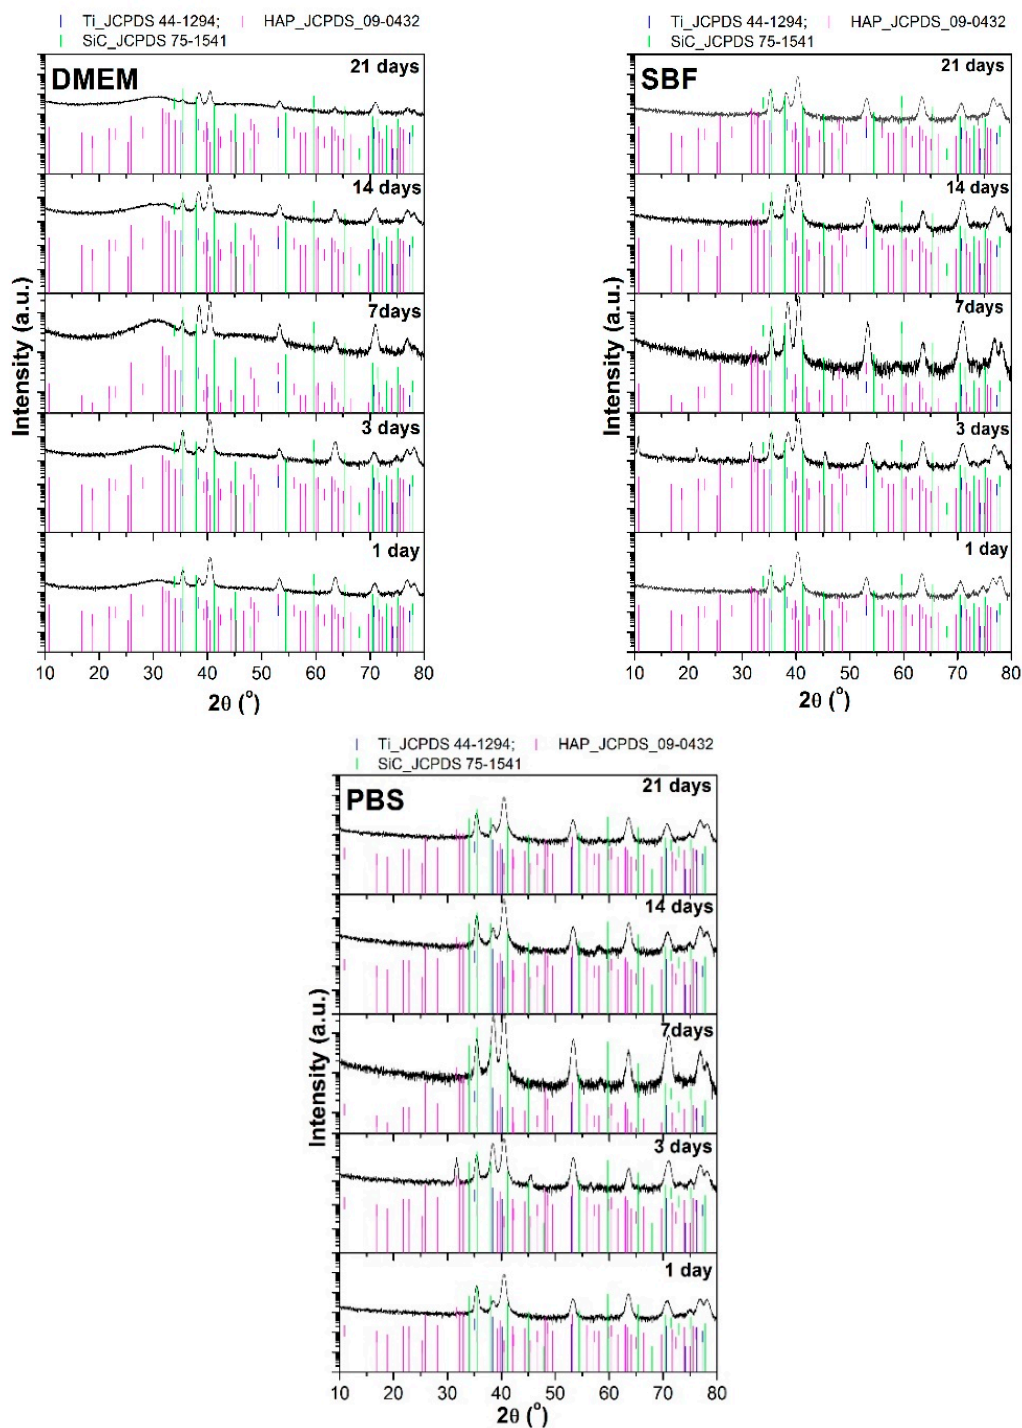 Ti_JCPDS 44-1294; HAP_JCPDS_09-0432
SiC_JCPDS 75-1541
DMEM
21 days
14 days
7days
3 days
1 day
Intensity (a.u.)
10 20 30 40 50 60 70 80
2θ (°)
Ti_JCPDS 44-1294; HAP_JCPDS_09-0432
SiC_JCPDS 75-1541
SBF
21 days
14 days
7days
3 days
1 day
Intensity (a.u.)
10 20 30 40 50 60 70 80
2θ (°)
Ti_JCPDS 44-1294; HAP_JCPDS_09-0432
SiC_JCPDS 75-1541
PBS
21 days
14 days
7days
3 days
1 day
Intensity (a.u.)
10 20 30 40 50 60 70 80
2θ (°)